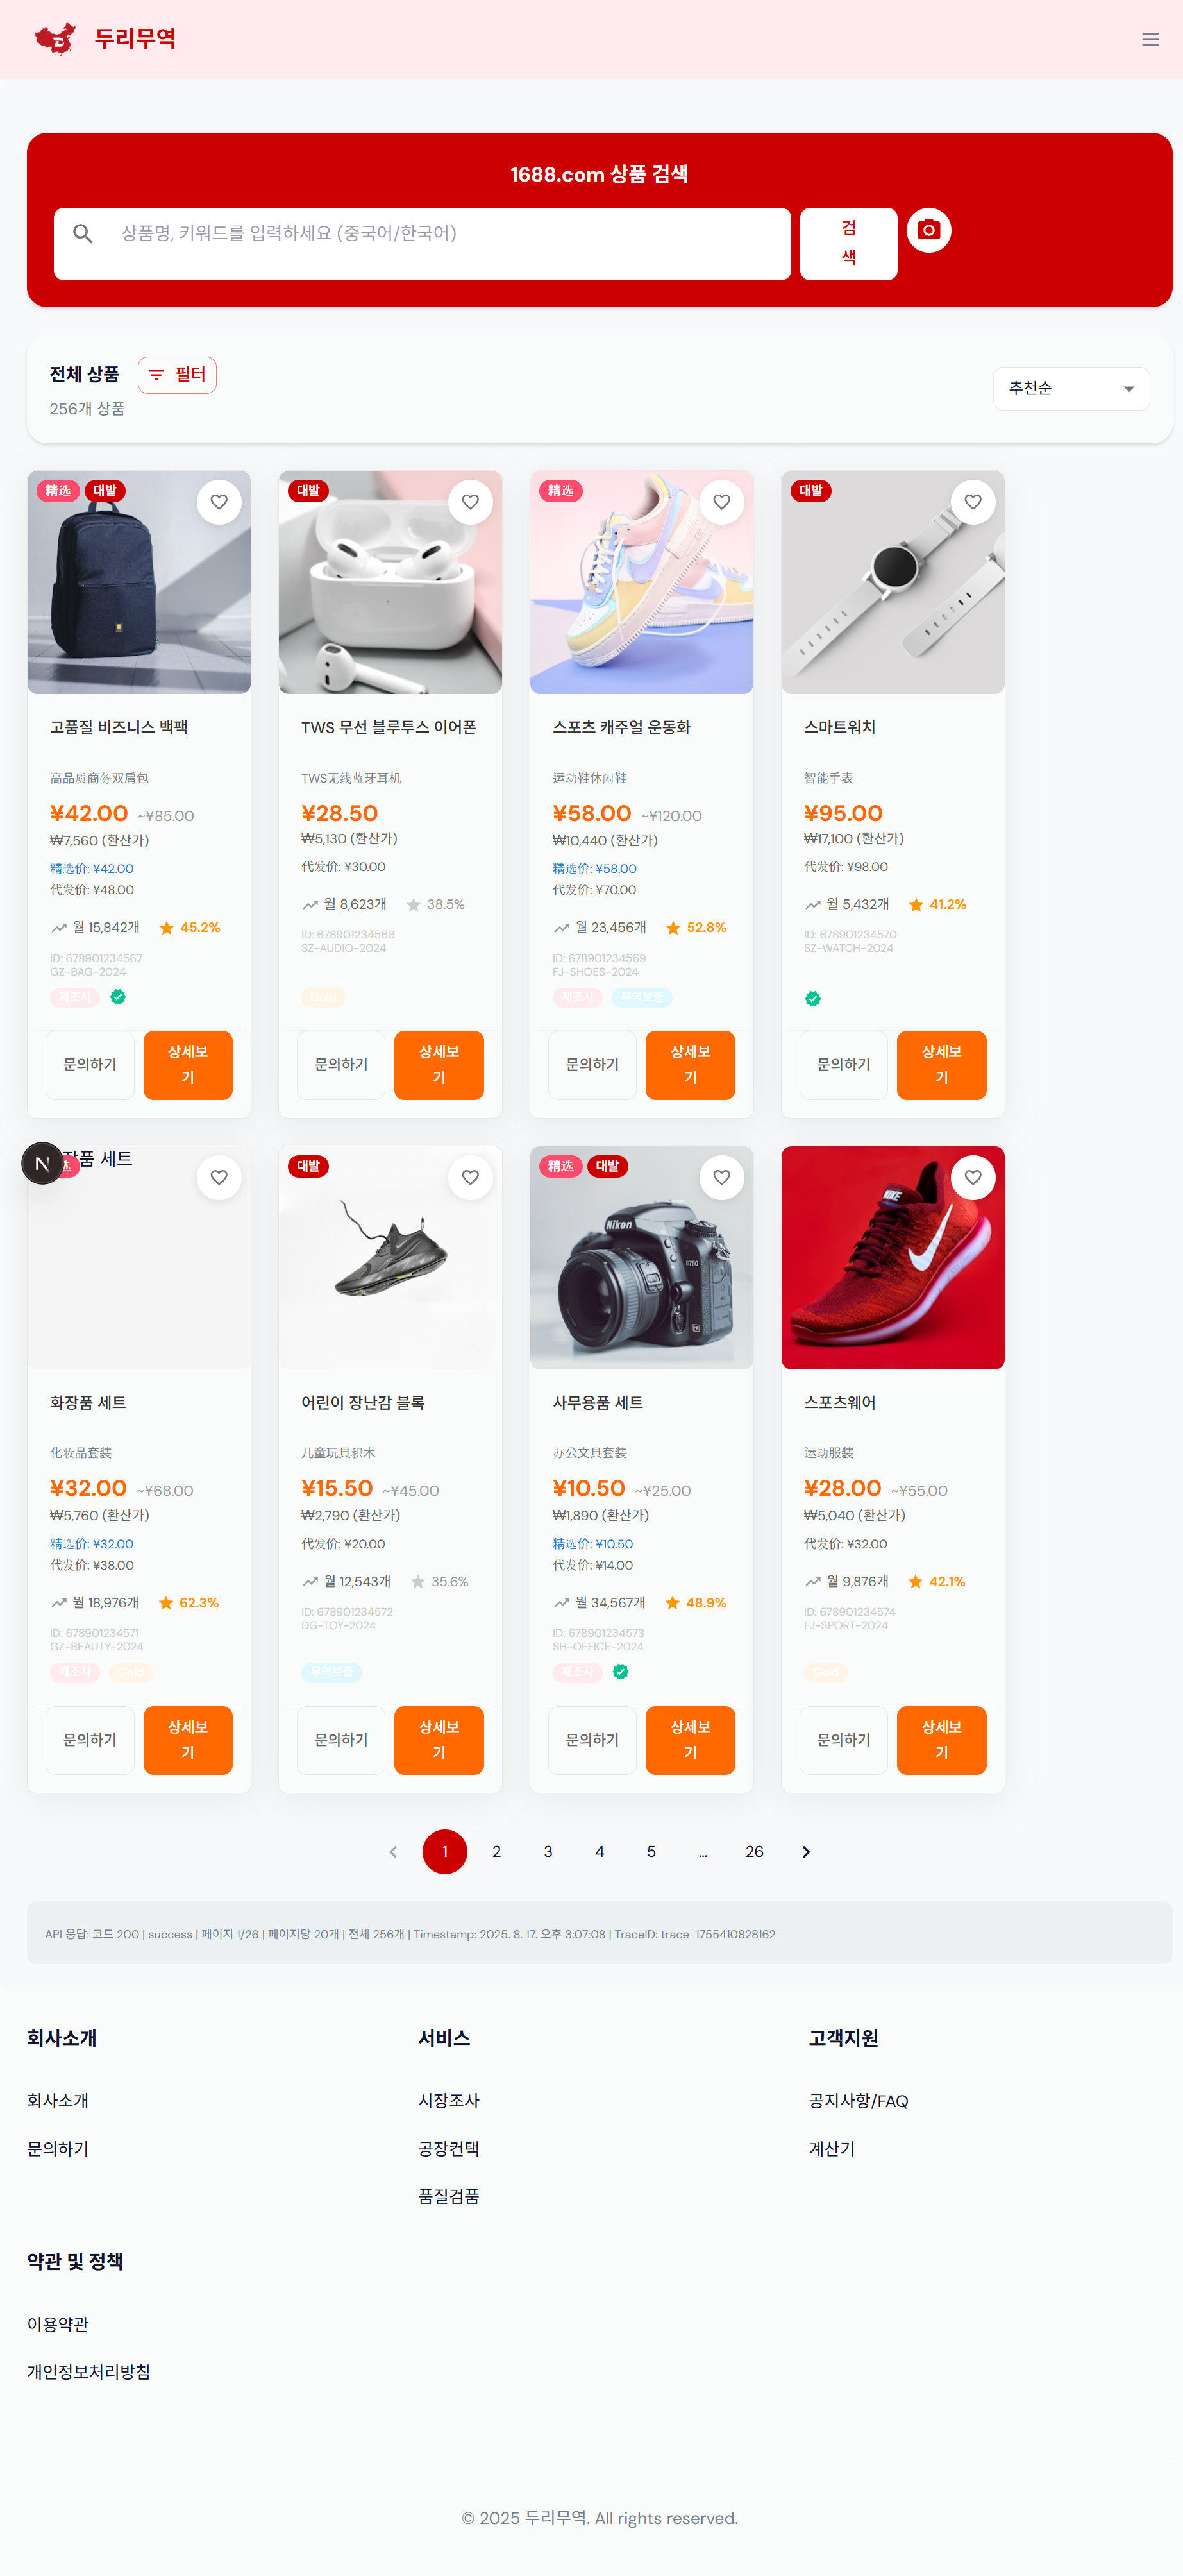 두리무역
1688.com 상품 검색
상품명, 키워드를 입력하세요 (중국어/한국어)
검
색
전체 상품
필터
256개 상품
추천순
精选 대발
대발
精选
대발
고품질 비즈니스 백팩
高品质商务双肩包
¥42.00 ~¥85.00
₩7,560 (환산가)
精选价: ¥42.00
代发价: ¥48.00
월 15,842개 45.2%
ID: 678901234567
GZ-BAG-2024
제조사
문의하기
상세보
기
TWS 무선 블루투스 이어폰
TWS无线蓝牙耳机
¥28.50
₩5,130 (환산가)
代发价: ¥30.00
월 8,623개 38.5%
ID: 678901234568
SZ-AUDIO-2024
Gold
문의하기
상세보
기
스포츠 캐주얼 운동화
运动鞋休闲鞋
¥58.00 ~¥120.00
₩10,440 (환산가)
精选价: ¥58.00
代发价: ¥70.00
월 23,456개 52.8%
ID: 678901234569
FJ-SHOES-2024
제조사 무역보증
문의하기
상세보
기
스마트워치
智能手表
¥95.00
₩17,100 (환산가)
代发价: ¥98.00
월 5,432개 41.2%
ID: 678901234570
SZ-WATCH-2024
문의하기
상세보
기
N
품 세트
대발
精选 대발
Nikon
D750
NIKE
화장품 세트
化妆品套装
¥32.00 ~¥68.00
₩5,760 (환산가)
精选价: ¥32.00
代发价: ¥38.00
월 18,976개 62.3%
ID: 678901234571
GZ-BEAUTY-2024
제조사 Gold
문의하기
상세보
기
어린이 장난감 블록
儿童玩具积木
¥15.50 ~¥45.00
₩2,790 (환산가)
代发价: ¥20.00
월 12,543개 35.6%
ID: 678901234572
DG-TOY-2024
무역보증
문의하기
상세보
기
사무용품 세트
办公文具套装
¥10.50 ~¥25.00
₩1,890 (환산가)
精选价: ¥10.50
代发价: ¥14.00
월 34,567개 48.9%
ID: 678901234573
SH-OFFICE-2024
제조사
문의하기
상세보
기
스포츠웨어
运动服装
¥28.00 ~¥55.00
₩5,040 (환산가)
代发价: ¥32.00
월 9,876개 42.1%
ID: 678901234574
FJ-SPORT-2024
Gold
문의하기
상세보
기
1 2 3 4 5 ... 26
API 응답: 코드 200 | success | 페이지 1/26 | 페이지당 20개 | 전체 256개 | Timestamp: 2025. 8. 17. 오후 3:07:08 | TraceID: trace-1755410828162
회사소개
회사소개
문의하기
서비스
시장조사
공장컨택
품질검품
고객지원
공지사항/FAQ
계산기
약관 및 정책
이용약관
개인정보처리방침
© 2025 두리무역. All rights reserved.